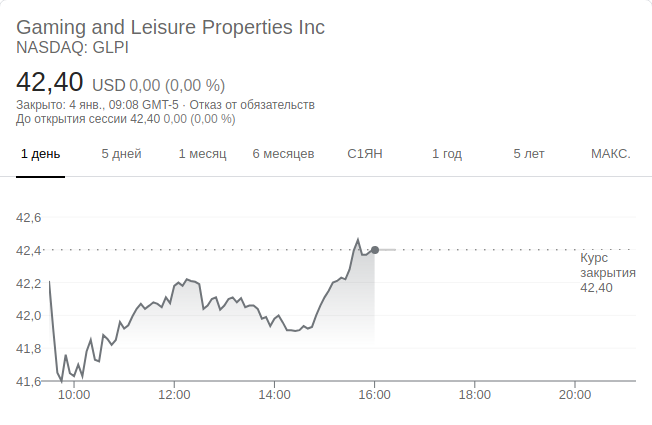 Gaming and Leisure Properties Inc
NASDAQ: GLPI
42,40 USD 0,00 (0,00 %)
Закрыто: 4 янв., 09:08 GMT-5 · Отказ от обязательств
До открытия сессии 42,40 0,00 (0,00 %)
1 день 5 дней 1 месяц 6 месяцев С1ЯН 1 год 5 лет МАКС.
42,6
42,4
Курс
закрытия
42,40
42,2
42,0
41,8
41,6
10:00 12:00 14:00 16:00 18:00 20:00